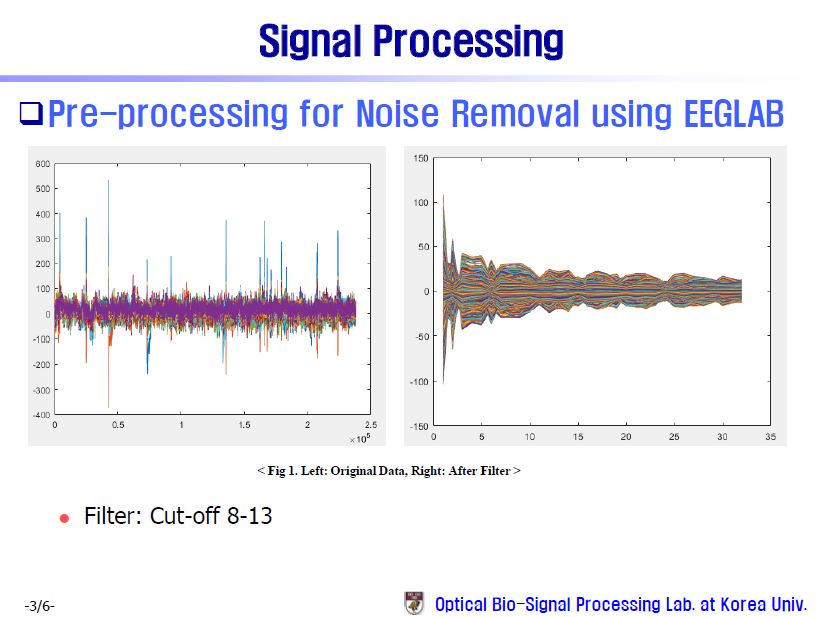 Signal Processing
❑Pre-processing for Noise Removal using EEGLAB
600
500
400
300
200
100
0
-100
-200
-300
-400
0 0.5 1 1.5 2 2.5
×10⁵
150
100
50
0
-50
-100
-150
0 5 10 15 20 25 30 35
< Fig 1. Left: Original Data, Right: After Filter >
• Filter: Cut-off 8-13
-3/6-
Optical Bio-Signal Processing Lab. at Korea Univ.